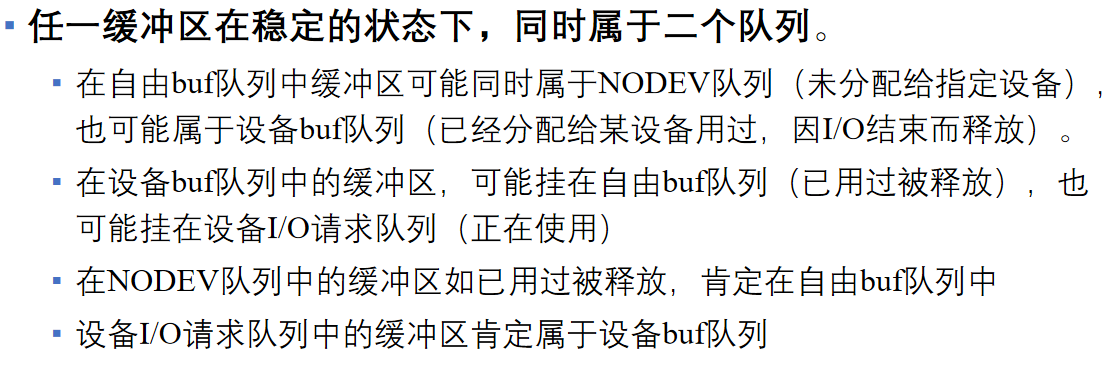 任一缓冲区在稳定的状态下，同时属于二个队列。
在自由buf队列中缓冲区可能同时属于NODEV队列（未分配给指定设备），
也可能属于设备buf队列（已经分配给某设备用过，因I/O结束而释放）。
在设备buf队列中的缓冲区，可能挂在自由buf队列（已用过被释放），也
可能挂在设备I/O请求队列（正在使用）
在NODEV队列中的缓冲区如已用过被释放，肯定在自由buf队列中
设备I/O请求队列中的缓冲区肯定属于设备buf队列